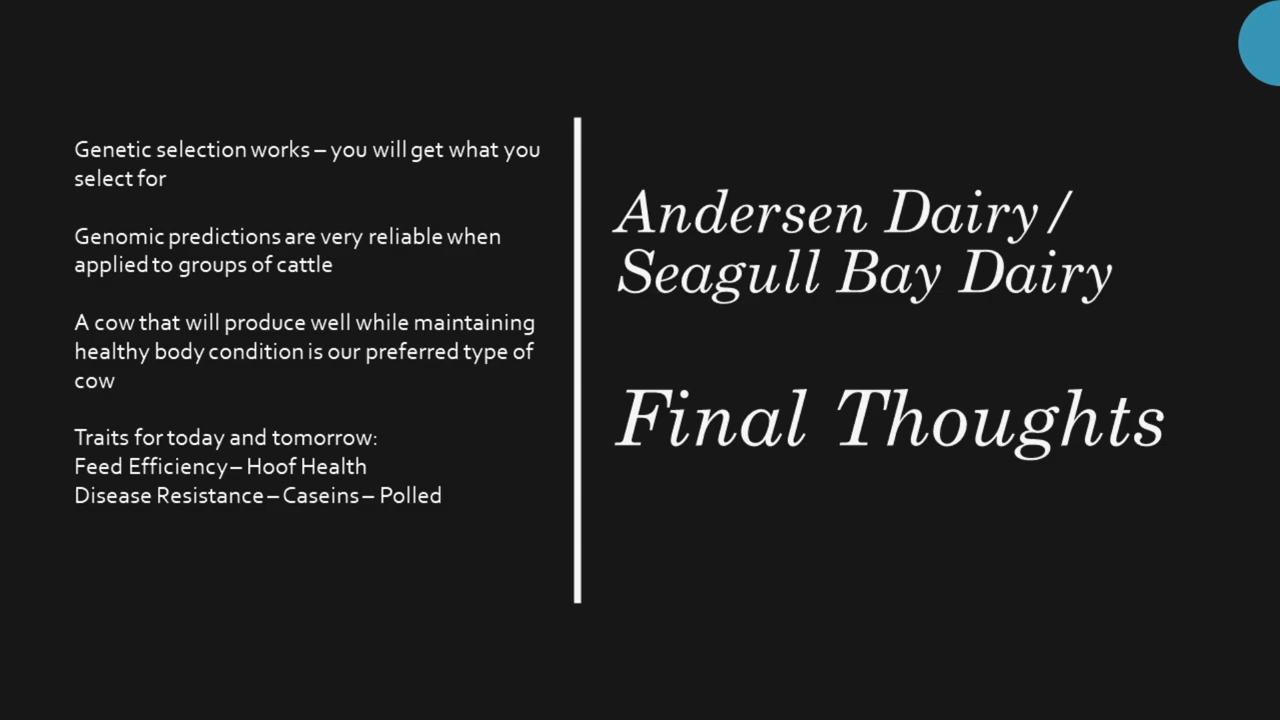 Genetic selection works – you will get what you
select for
Genomic predictions are very reliable when
applied to groups of cattle
A cow that will produce well while maintaining
healthy body condition is our preferred type of
cow
Traits for today and tomorrow:
Feed Efficiency – Hoof Health
Disease Resistance – Caseins – Polled
Andersen Dairy/
Seagull Bay Dairy
Final Thoughts